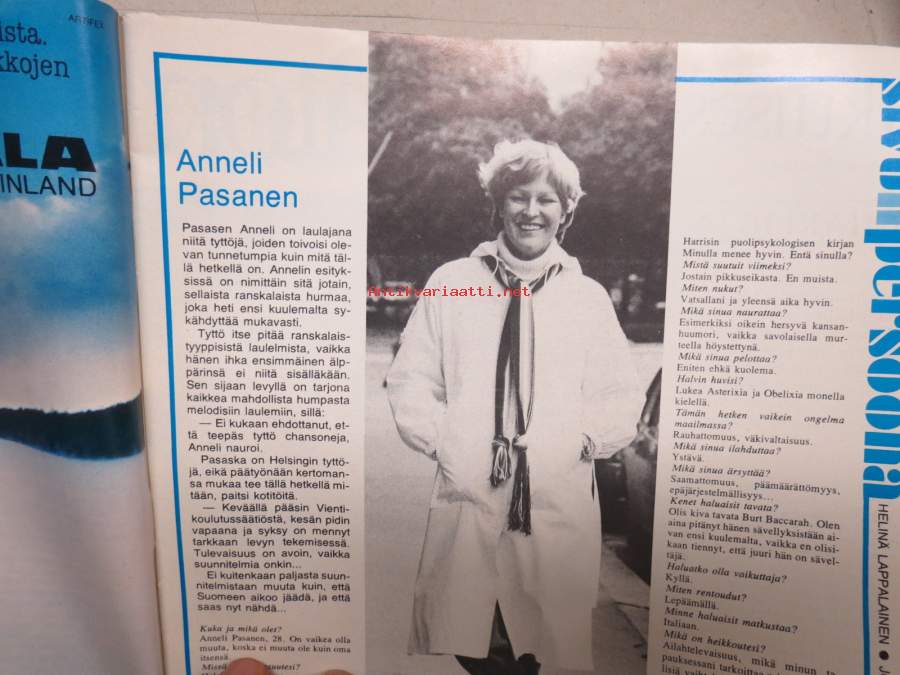 ARTFEX
ista.
kkojen
LA
INLAND
Anneli
Pasanen
Pasasen Anneli on laulajana
niitä tyttöjä, joiden toivoisi ole-
van tunnetumpia kuin mitä täl-
lä hetkellä on. Annelin esityk-
sissä on nimittäin sitä jotain,
sellaista ranskalaista hurmaa,
joka heti ensi kuulemalta sy-
kähdyttää mukavasti.
Tyttö itse pitää ranskalais-
tyyppisistä laulelmista, vaikka
hänen ihka ensimmäinen älp-
pärinsä ei niitä sisälläkään.
Sen sijaan levyllä on tarjona
kaikkea mahdollista humpasta
melodisiin laulemiin, sillä:
— Ei kukaan ehdottanut, et-
tä teepäs tyttö chansoneja,
Anneli nauroi.
Pasaska on Helsingin tyttö-
jä, eikä päätyönään kertoman-
sa mukaa tee tällä hetkellä mi-
tään, paitsi kotitöitä.
— Keväällä pääsin Vienti-
koulutussäätiöstä, kesän pidin
vapaana ja syksy on mennyt
tarkkaan levyn tekemisessä.
Tulevaisuus on avoin, vaikka
suunnitelmia onkin...
Ei kuitenkaan paljasta suun-
nitelmistaan muuta kuin, että
Suomeen aikoo jäädä, ja että
saas nyt nähdä...
Kuka ja mikä olet?
Anneli Pasanen, 28. On vaikea olla
muuta, koska ei muuta ole kuin oma
itsensä.
Antikvariaatti.net
Harrisin puolipsykologisen kirjan
Minulla menee hyvin. Entä sinulla?
Mistä suutuit viimeksi?
Jostain pikkuseikasta. En muista.
Miten nukut?
Vatsallani ja yleensä aika hyvin.
Mikä sinua naurattaa?
Esimerkiksi oikein hersyvä kansan-
huumori, vaikka savolaisella mur-
teella höystettynä.
Mikä sinua pelottaa?
Eniten ehkä kuolema.
Halvin huvisi?
Lukea Asterixia ja Obelixia monella
kielellä.
Tämän hetken vaikein ongelma
maailmassa?
Rauhattomuus, väkivaltaisuus.
Mikä sinua ilahduttaa?
Ystävä.
Mikä sinua ärsyttää?
Saamattomuus, päämäärättömyys,
epäjärjestelmällisyys...
Kenet haluaisit tavata?
Olis kiva tavata Burt Baccarah. Olen
aina pitänyt hänen sävellyksistään ai-
van ensi kuulemalta, vaikka en olisi-
kaan tiennyt, että juuri hän on sävel-
täjä.
Haluatko olla vaikuttaja?
Kyllä.
Miten rentoudut?
Lepäämällä.
Minne haluaisit matkustaa?
Italiaan.
Mikä on heikkoutesi?
Ailahtelevaisuus, mikä minun ta-
pauksessani tarkoittaa
HELINÄ LAPPALAINEN ●